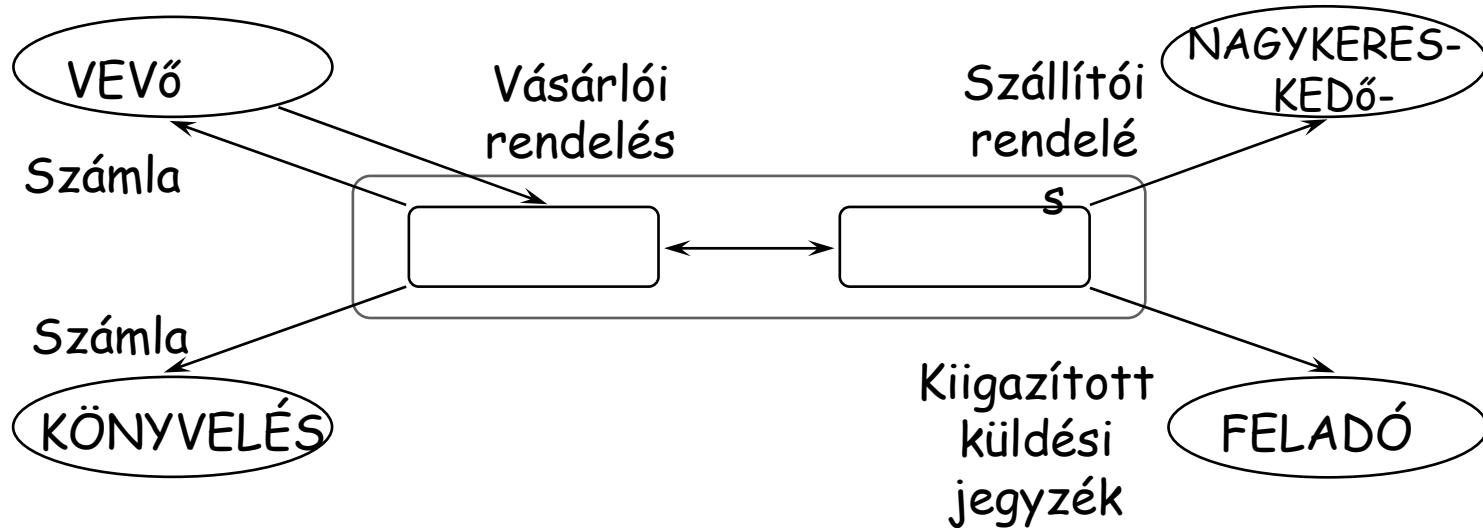 VEVő
Vásárlói
rendelés
Szállítói
rendelé
s
NAGYKERES-
KEDő-
Számla
Számla
KÖNYVELÉS
Kiigazított
küldési
jegyzék
FELADÓ